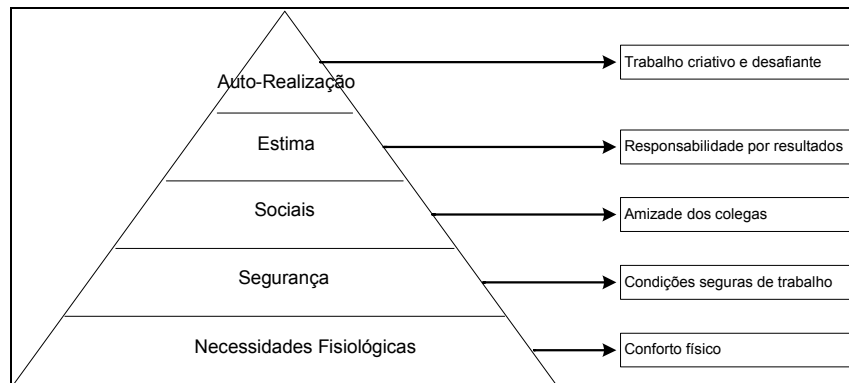 Auto-Realização
Trabalho criativo e desafiante
Estima
Responsabilidade por resultados
Sociais
Amizade dos colegas
Segurança
Condições seguras de trabalho
Necessidades Fisiológicas
Conforto físico